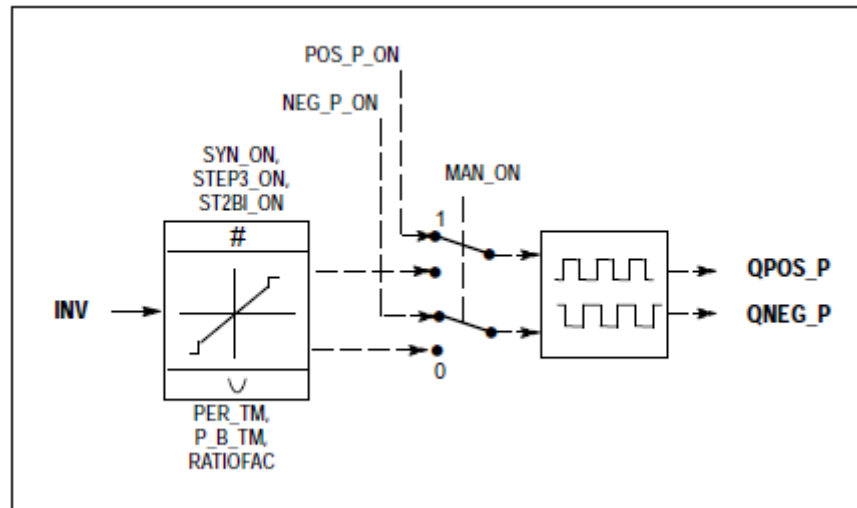 POS_P_ON
NEG_P_ON
SYN_ON,
STEP3_ON,
ST2BI_ON
MAN_ON
1
#
QPOS_P
INV
QNEG_P
0
PER_TM,
P_B_TM,
RATIOFAC